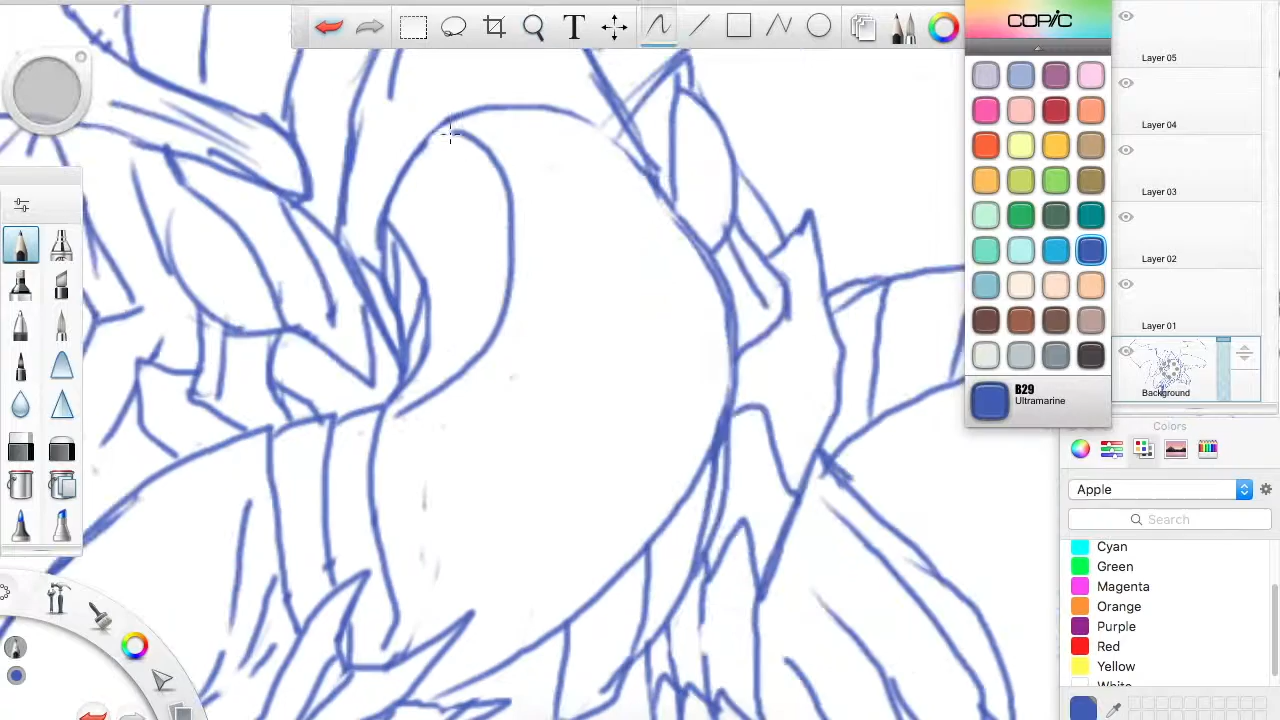 T
COPIC
Layer 05
Layer 04
Layer 03
Layer 02
Layer 01
Background
B29
Ultramarine
Colors
Apple
Search
Cyan
Green
Magenta
Orange
Purple
Red
Yellow